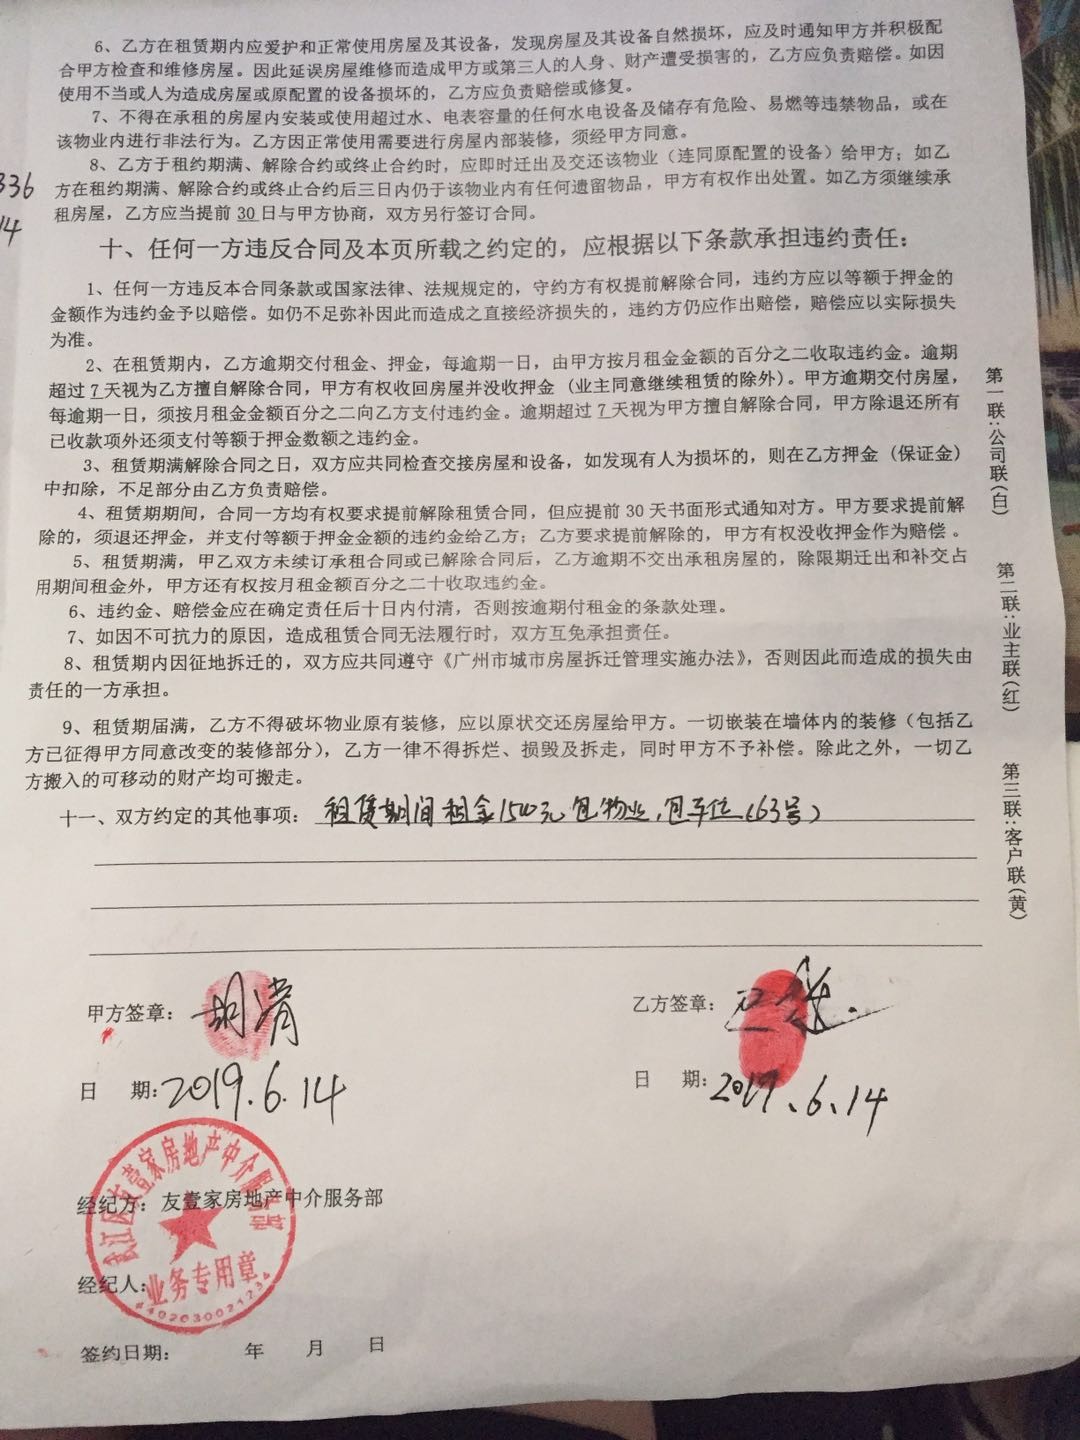 6、乙方在租赁期内应爱护和正常使用房屋及其设备，发现房屋及其设备自然损坏，应及时通知甲方并积极配
合甲方检查和维修房屋。因此延误房屋维修而造成甲方或第三人的人身、财产遭受损害的，乙方应负责赔偿。如因
使用不当或人为造成房屋或原配置的设备损坏的，乙方应负责赔偿或修复。
7、不得在承租的房屋内安装或使用超过水、电表容量的任何水电设备及储存有危险、易燃等违禁物品，或在
该物业内进行非法行为。乙方因正常使用需要进行房屋内部装修，须经甲方同意。
8、乙方于租约期满、解除合约或终止合约时，应即时迁出及交还该物业（连同原配置的设备）给甲方；如乙
方在租约期满、解除合约或终止合约后三日内仍于该物业内有任何遗留物品，甲方有权作出处置。如乙方须继续承
租房屋，乙方应当提前30日与甲方协商，双方另行签订合同。
336
14
十、任何一方违反合同及本页所载之约定的，应根据以下条款承担违约责任：
1、任何一方违反本合同条款或国家法律、法规规定的，守约方有权提前解除合同，违约方应以等额于押金的
金额作为违约金予以赔偿。如仍不足弥补因此而造成之直接经济损失的，违约方仍应作出赔偿，赔偿应以实际损失
为准。
2、在租赁期内，乙方逾期交付租金、押金，每逾期一日，由甲方按月租金金额的百分之二收取违约金。逾期
超过7天视为乙方擅自解除合同，甲方有权收回房屋并没收押金（业主同意继续租赁的除外）。甲方逾期交付房屋，
每逾期一日，须按月租金金额百分之二向乙方支付违约金。逾期超过7天视为甲方擅自解除合同，甲方除退还所有
已收款项外还须支付等额于押金数额之违约金。
3、租赁期满解除合同之日，双方应共同检查交接房屋和设备，如发现有人为损坏的，则在乙方押金（保证金）
中扣除，不足部分由乙方负责赔偿。
4、租赁期期间，合同一方均有权要求提前解除租赁合同，但应提前30天书面形式通知对方。甲方要求提前解
除的，须退还押金，并支付等额于押金金额的违约金给乙方；乙方要求提前解除的，甲方有权没收押金作为赔偿。
5、租赁期满，甲乙双方未续订承租合同或已解除合同后，乙方逾期不交出承租房屋的，除限期迁出和补交占
用期间租金外，甲方还有权按月租金额百分之二十收取违约金。
6、违约金、赔偿金应在确定责任后十日内付清，否则按逾期付租金的条款处理。
7、如因不可抗力的原因，造成租赁合同无法履行时，双方互免承担责任。
8、租赁期内因征地拆迁的，双方应共同遵守《广州市城市房屋拆迁管理实施办法》，否则因此而造成的损失由
责任的一方承担。
9、租赁期届满，乙方不得破坏物业原有装修，应以原状交还房屋给甲方。一切嵌装在墙体内的装修（包括乙
方已征得甲方同意改变的装修部分），乙方一律不得拆烂、损毁及拆走，同时甲方不予补偿。除此之外，一切乙
方搬入的可移动的财产均可搬走。
十一、双方约定的其他事项：租赁期间租金1500元包物业，包车位（63号）
第一联：公司联（白）
第二联：业主联（红）
第三联：客户联（黄）
甲方签章：胡清
乙方签章：
日 期：2019.6.14
日 期：2019、6、14
武江区友壹家房地产中介服务部
经纪方：友壹家房地产中介服务部
业务专用章
经纪人：
签约日期： 年 月 日